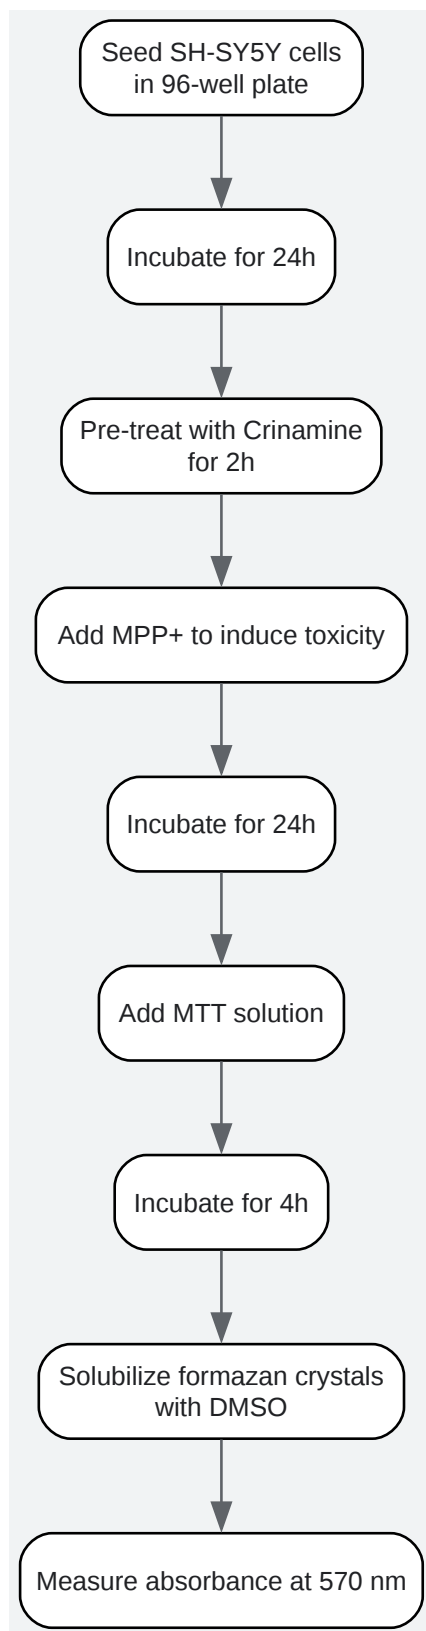 Seed SH-SY5Y cells
in 96-well plate
Incubate for 24h
Pre-treat with Crinamine
for 2h
Add MPP+ to induce toxicity
Incubate for 24h
Add MTT solution
Incubate for 4h
Solubilize formazan crystals
with DMSO
Measure absorbance at 570 nm